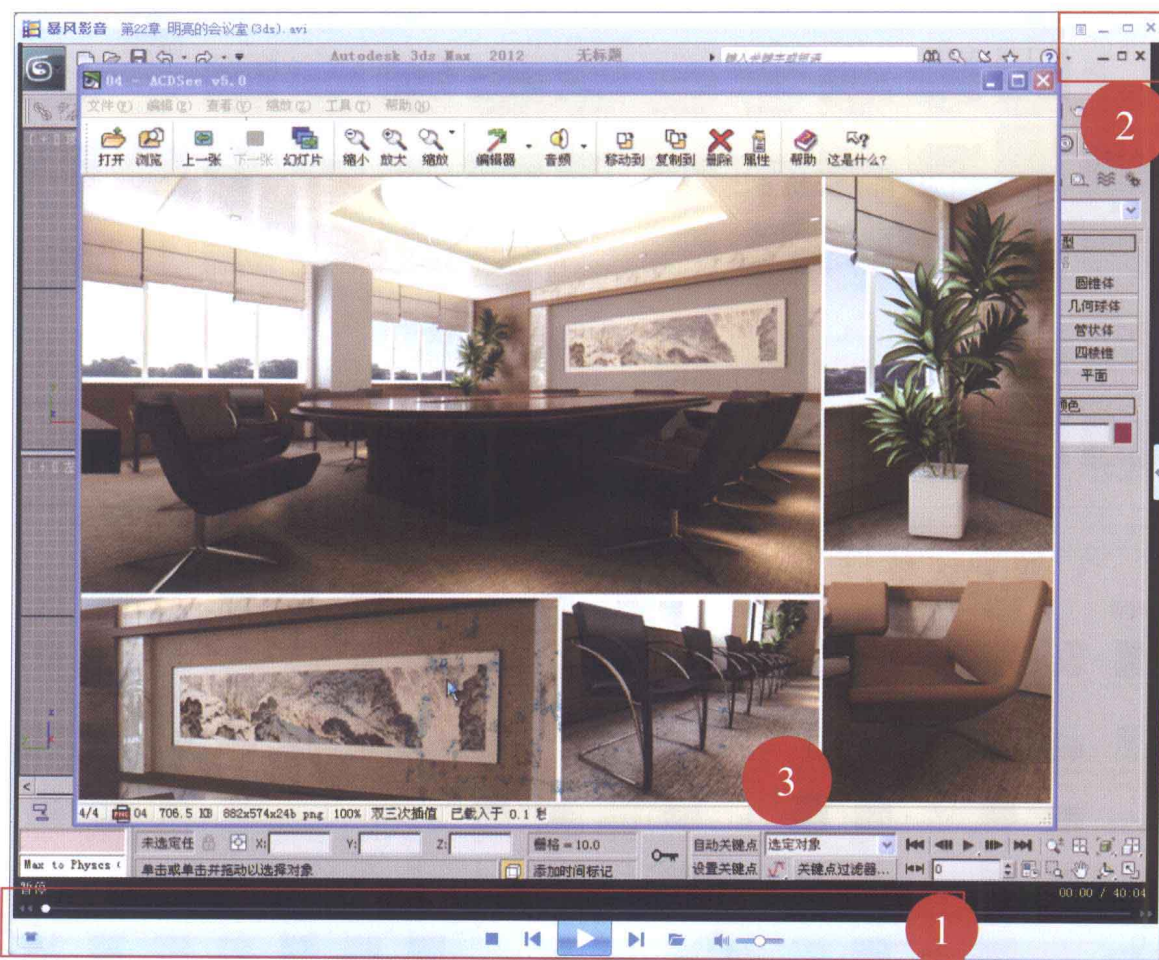 暴风影音 第22章 明亮的会议室(3ds).avi
Autodesk 3ds Max 2012 无标题 键入关键字或短语
04 - ACDSee v5.0
文件(F) 编辑(E) 查看(V) 缩放(Z) 工具(T) 帮助(H)
打开 浏览 上一张 下一张 幻灯片 缩小 放大 缩放 编辑器 音频 移动到 复制到 删除 属性 帮助 这是什么?
2
型
圆锥体
几何球体
管状体
四棱锥
平面
颜色
3
4/4 04 706.5 KB 882x574x24b png 100% 双三次插值 已载入于 0.1 秒
未选定任 X: Y: Z: 栅格 = 10.0 自动关键点 选定对象
Max to Physcs ( 单击或单击并拖动以选择对象 添加时间标记 设置关键点 关键点过滤器... 0
暂停 00:00 / 40:04
1